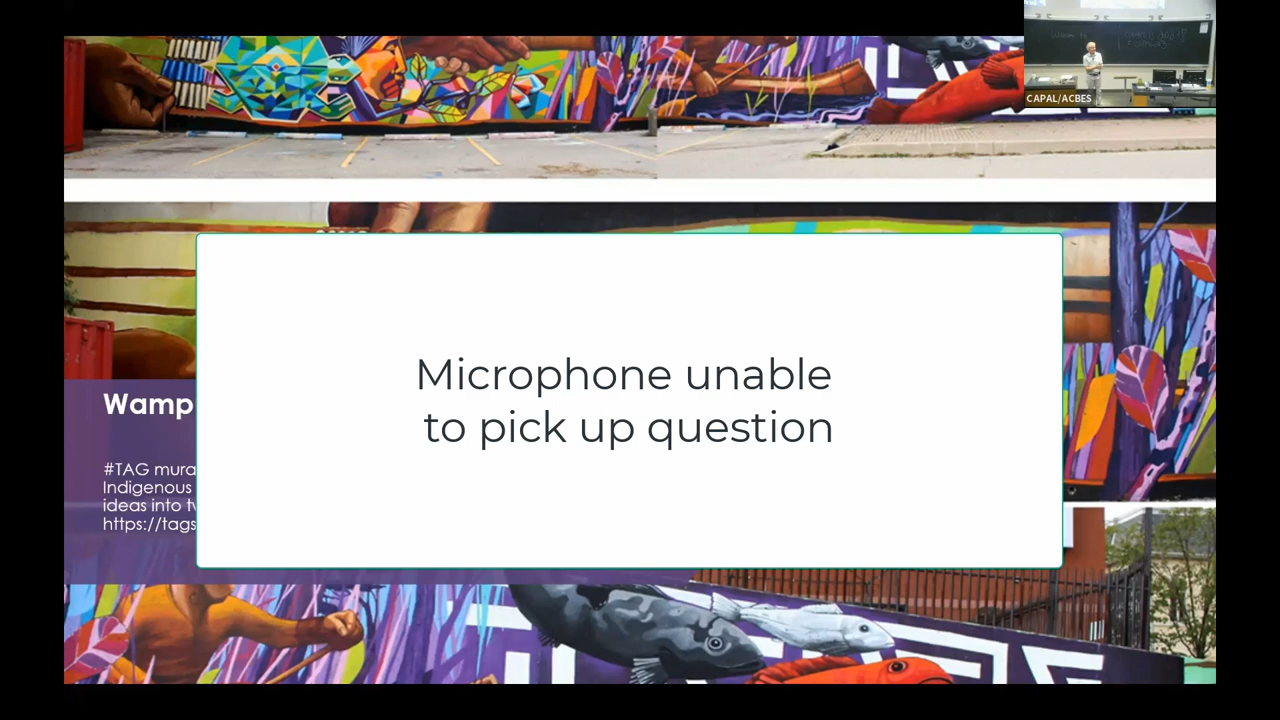 CAPAL/ACBES
Microphone unable
to pick up question
Wamp
#TAG mura
Indigenous
ideas into
https://tags